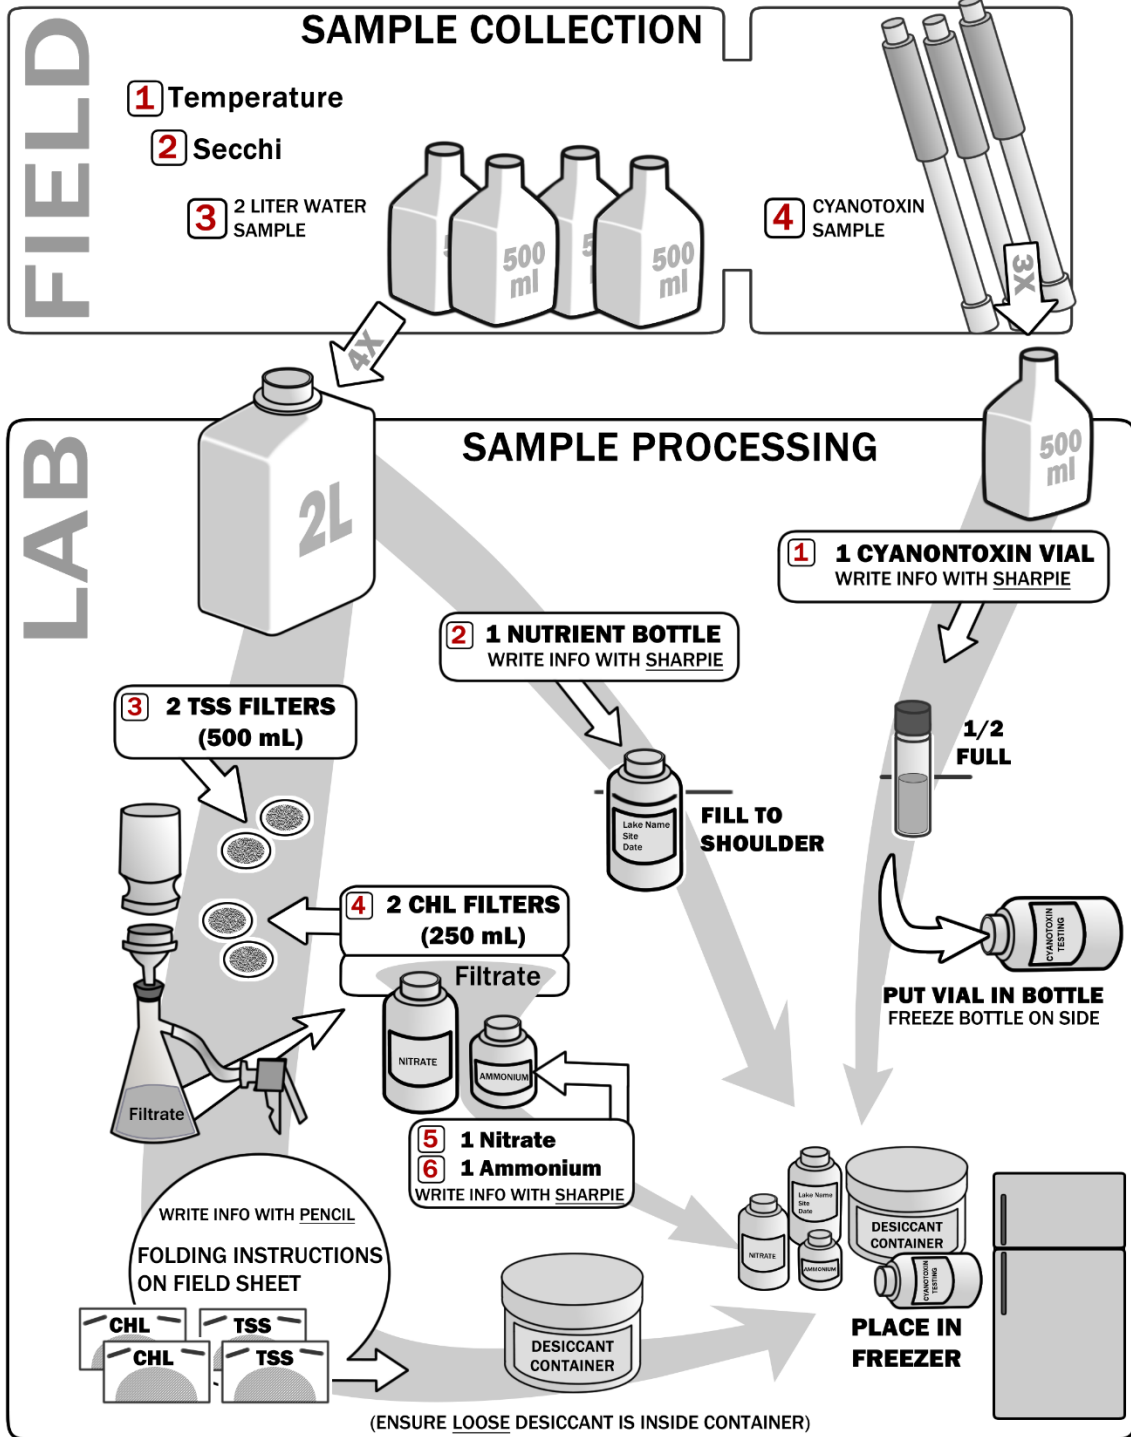 FIELD
SAMPLE COLLECTION
1 Temperature
2 Secchi
3 2 LITER WATER
SAMPLE
500
ml
500
ml
4 CYANOTOXIN
SAMPLE
3X
4X
LAB
SAMPLE PROCESSING
2L
500
ml
1 1 CYANONTOXIN VIAL
WRITE INFO WITH SHARPIE
2 1 NUTRIENT BOTTLE
WRITE INFO WITH SHARPIE
3 2 TSS FILTERS
(500 mL)
1/2
FULL
Lake Name
Site
Date
FILL TO
SHOULDER
4 2 CHL FILTERS
(250 mL)
Filtrate
CYANOTOXIN
TESTING
PUT VIAL IN BOTTLE
FREEZE BOTTLE ON SIDE
NITRATE
AMMONIUM
Filtrate
5 1 Nitrate
6 1 Ammonium
WRITE INFO WITH SHARPIE
WRITE INFO WITH PENCIL
FOLDING INSTRUCTIONS
ON FIELD SHEET
CHL
TSS
CHL
TSS
DESICCANT
CONTAINER
Lake Name
Site
Date
NITRATE
AMMONIUM
DESICCANT
CONTAINER
CYANOTOXIN
TESTING
PLACE IN
FREEZER
(ENSURE LOOSE DESICCANT IS INSIDE CONTAINER)